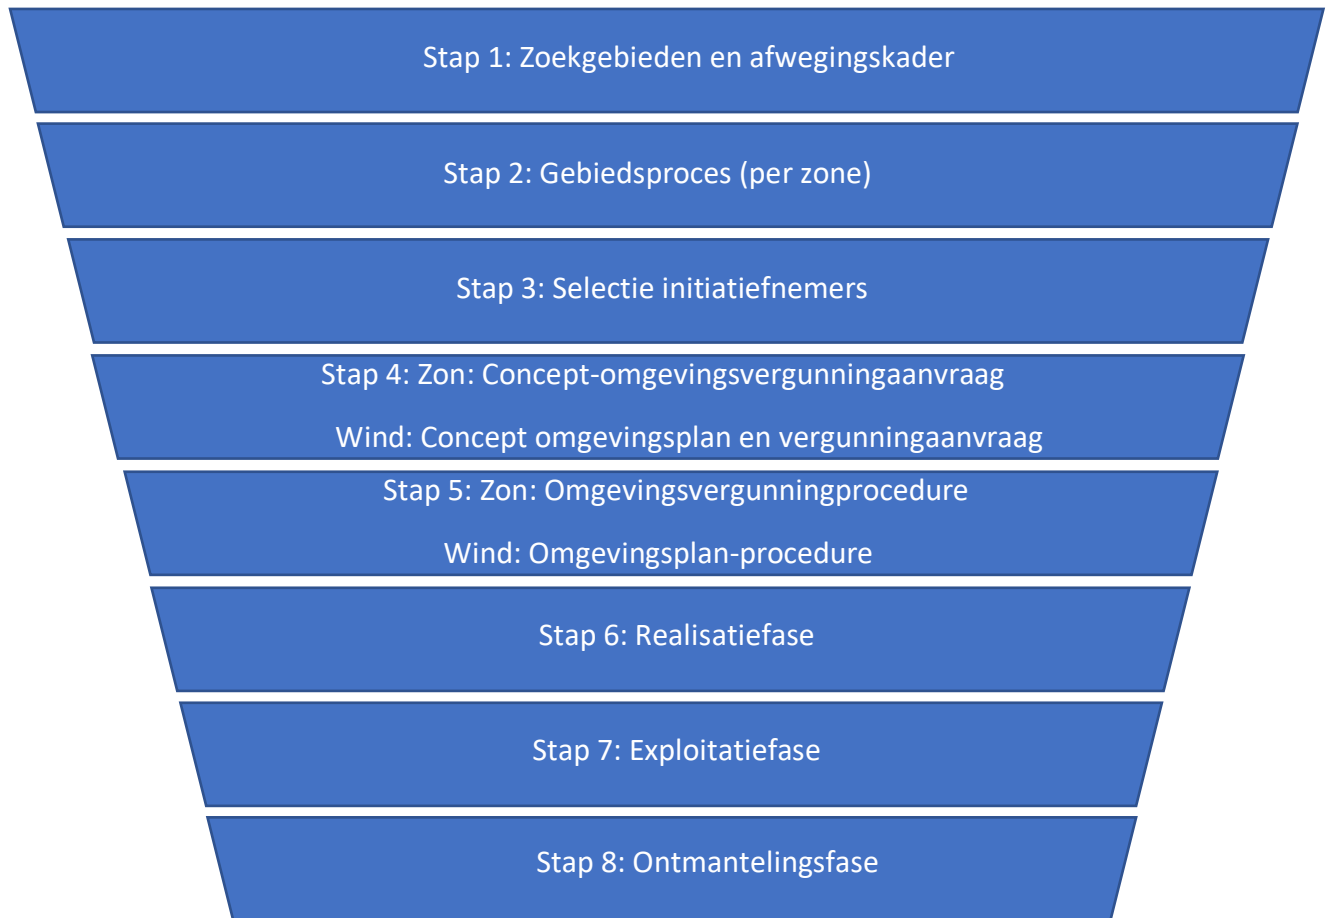 Stap 1: Zoekgebieden en afwegingskader
Stap 2: Gebiedsproces (per zone)
Stap 3: Selectie initiatiefnemers
Stap 4: Zon: Concept-omgevingsvergunningaanvraag
Wind: Concept omgevingsplan en vergunningaanvraag
Stap 5: Zon: Omgevingsvergunningprocedure
Wind: Omgevingsplan-procedure
Stap 6: Realisatiefase
Stap 7: Exploitatiefase
Stap 8: Ontmantelingsfase